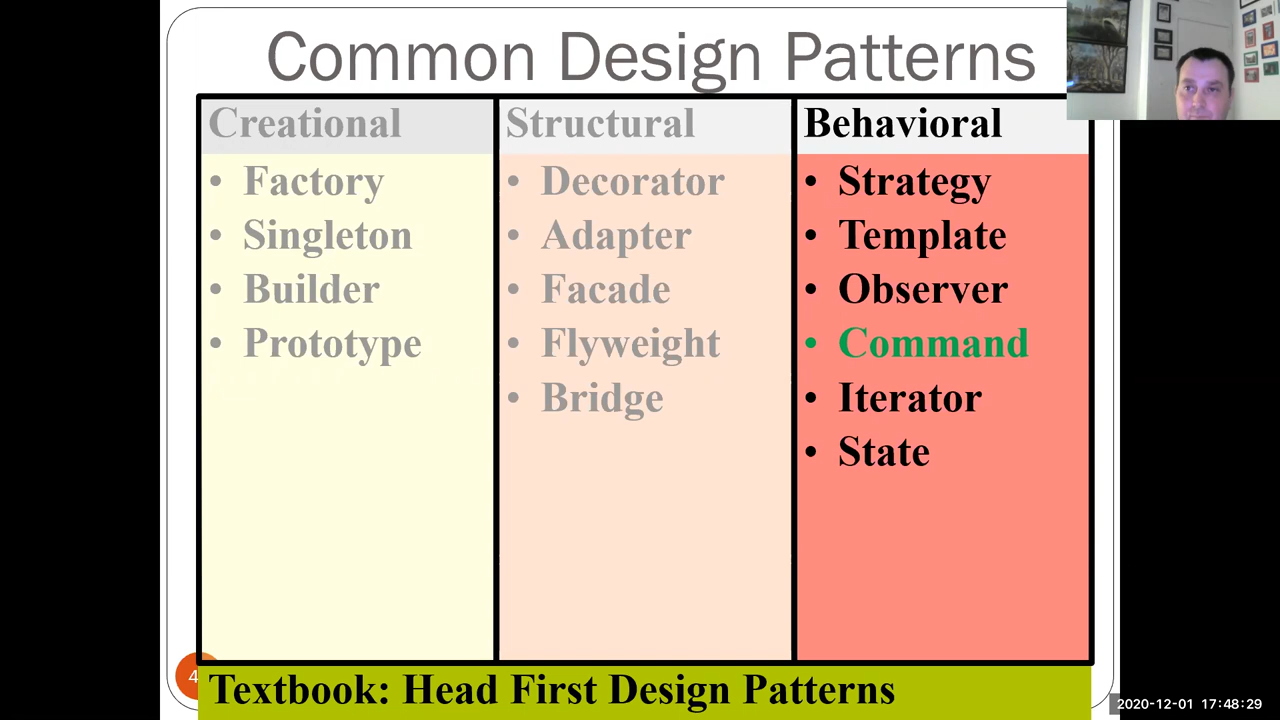 Common Design Patterns
Creational
• Factory
• Singleton
• Builder
• Prototype
Structural
• Decorator
• Adapter
• Facade
• Flyweight
• Bridge
Behavioral
• Strategy
• Template
• Observer
• Command
• Iterator
• State
4
Textbook: Head First Design Patterns
2020-12-01 17:48:29